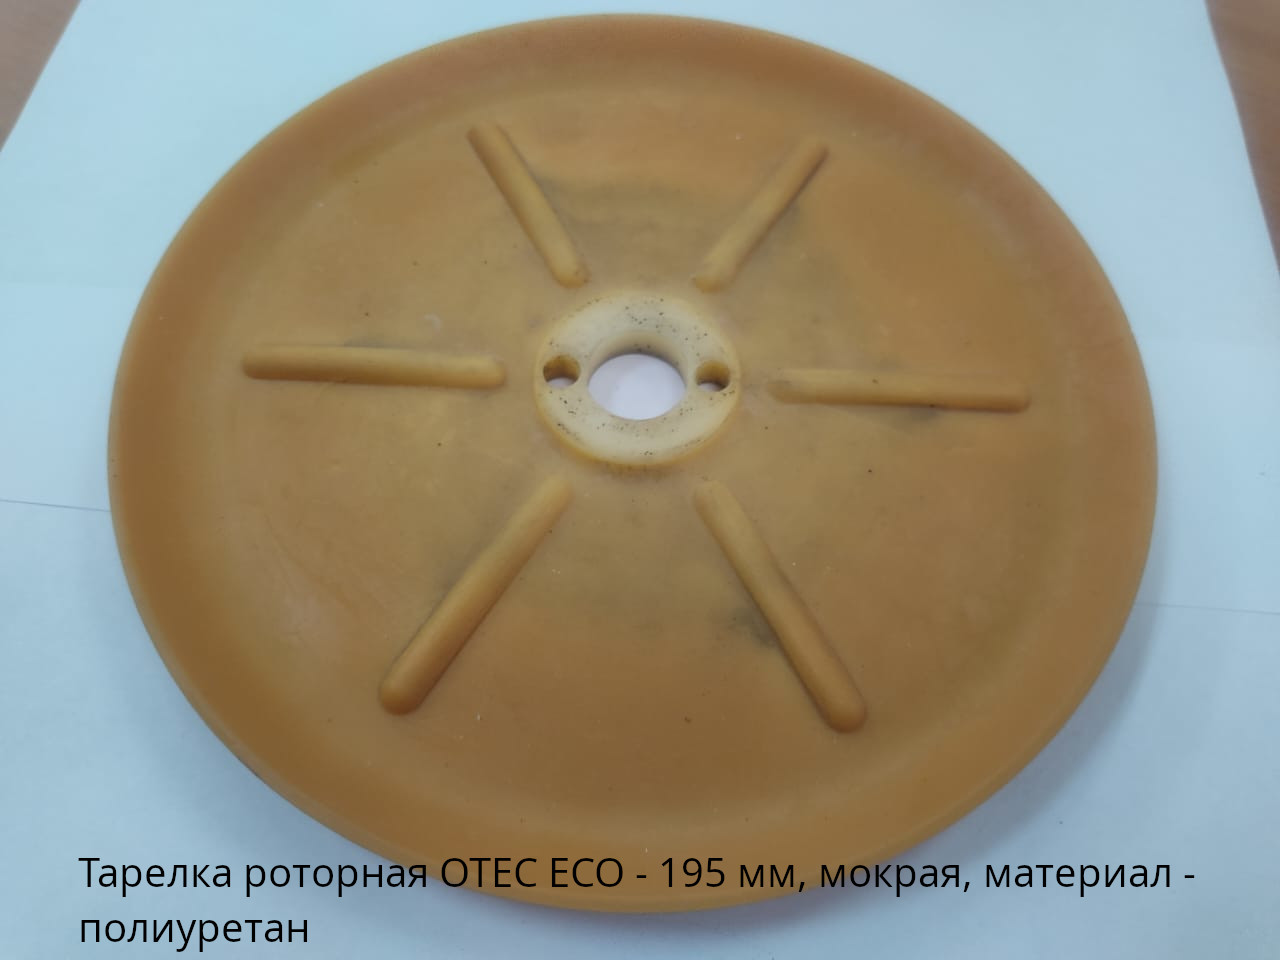 Тарелка роторная OTEC ECO - 195 мм, мокрая, материал -
полиуретан